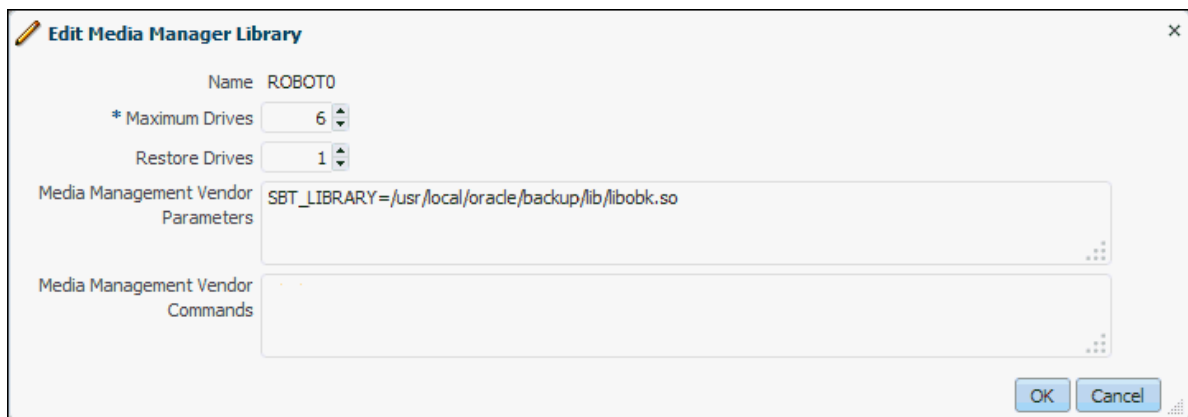 Edit Media Manager Library
Name ROBOT0
* Maximum Drives 6
Restore Drives 1
Media Management Vendor
Parameters
SBT_LIBRARY=/usr/local/oracle/backup/lib/libobk.so
Media Management Vendor
Commands
OK Cancel